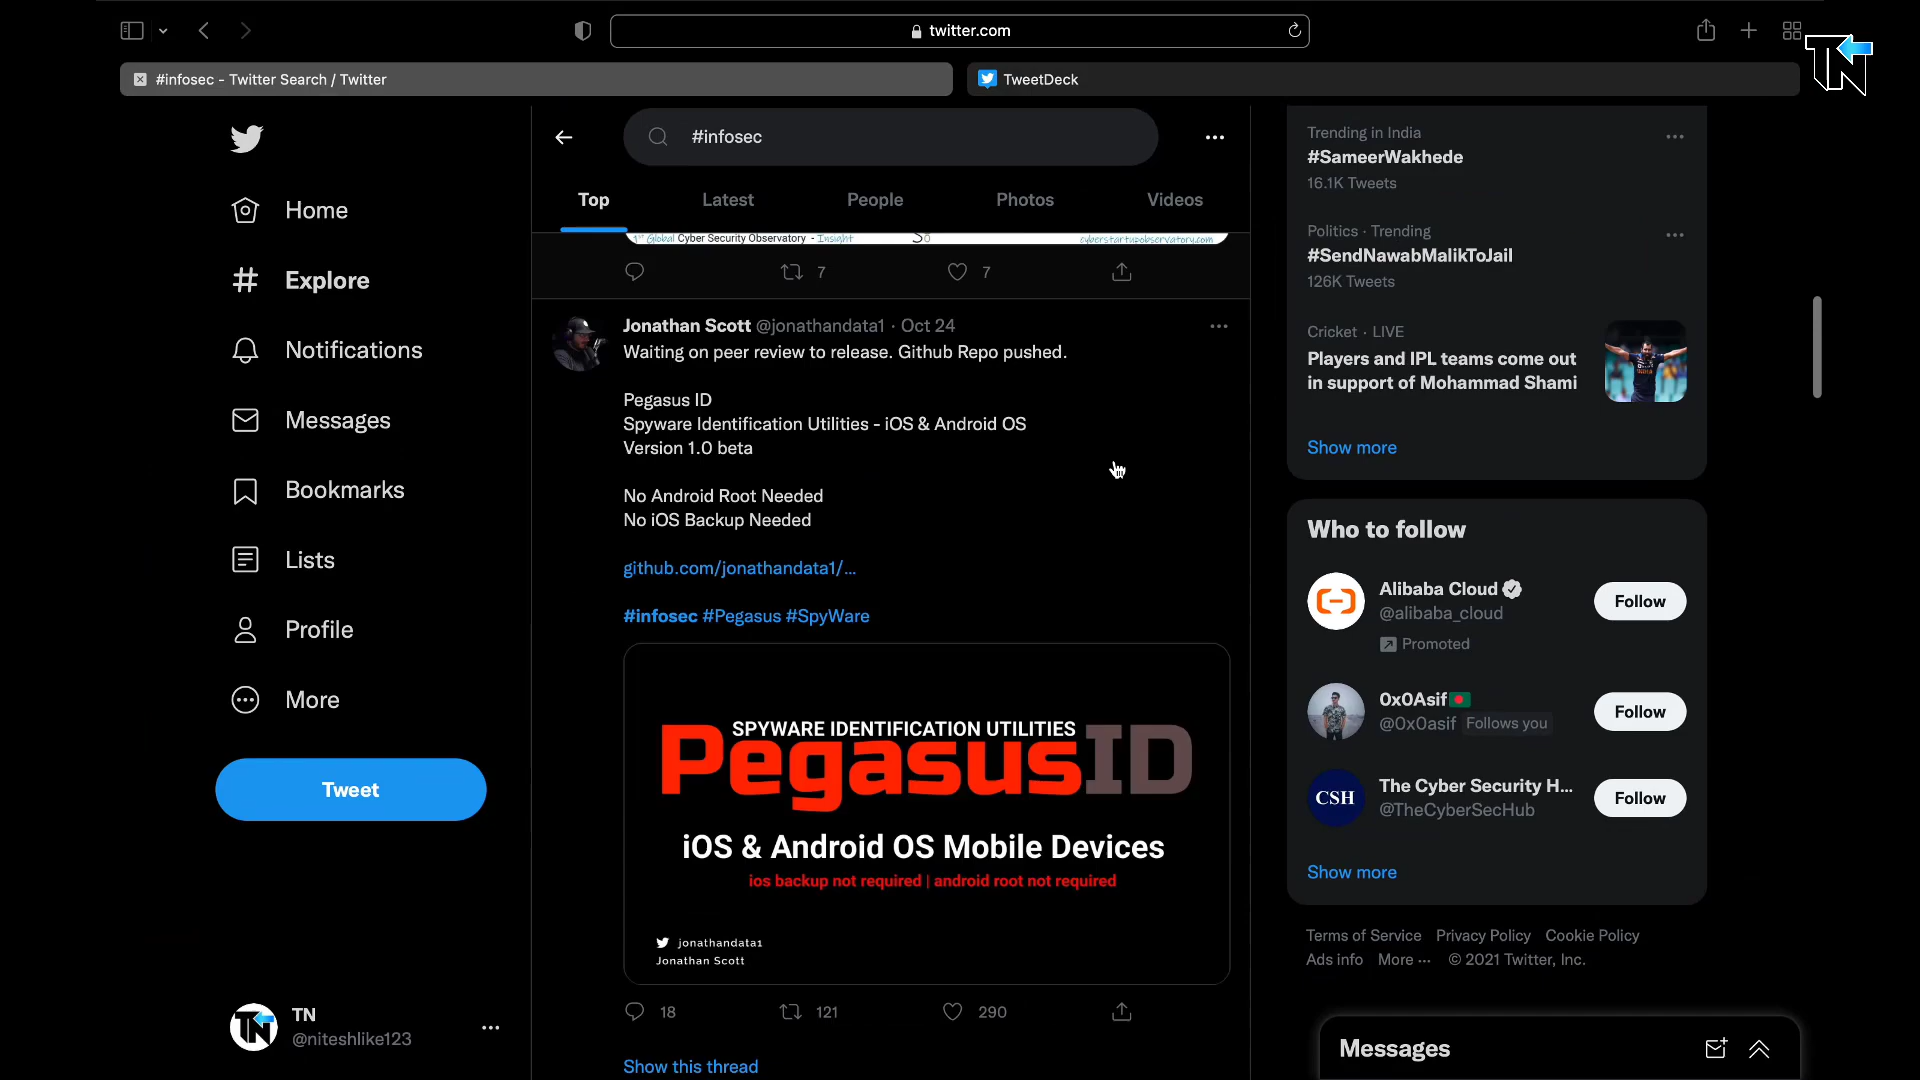 twitter.com
#infosec - Twitter Search / Twitter
TweetDeck
TN
Home
Explore
Notifications
Messages
Bookmarks
Lists
Profile
More
Tweet
TN
@niteshlike123
#infosec
Top
Latest
People
Photos
Videos
1st Global Cyber Security Observatory - Insight
cyberstartupobservatory.com
7
7
Jonathan Scott @jonathandata1 · Oct 24
Waiting on peer review to release. Github Repo pushed.
Pegasus ID
Spyware Identification Utilities - iOS & Android OS
Version 1.0 beta
No Android Root Needed
No iOS Backup Needed
github.com/jonathandata1/...
#infosec #Pegasus #SpyWare
SPYWARE IDENTIFICATION UTILITIES
PegasusID
iOS & Android OS Mobile Devices
ios backup not required | android root not required
jonathandata1
Jonathan Scott
18
121
290
Show this thread
Trending in India
#SameerWakhede
16.1K Tweets
Politics · Trending
#SendNawabMalikToJail
126K Tweets
Cricket · LIVE
Players and IPL teams come out
in support of Mohammad Shami
Show more
Who to follow
Alibaba Cloud
@alibaba_cloud
Promoted
Follow
0x0Asif
@0x0asif Follows you
Follow
CSH
The Cyber Security H...
@TheCyberSecHub
Follow
Show more
Terms of Service Privacy Policy Cookie Policy
Ads info More ··· © 2021 Twitter, Inc.
Messages